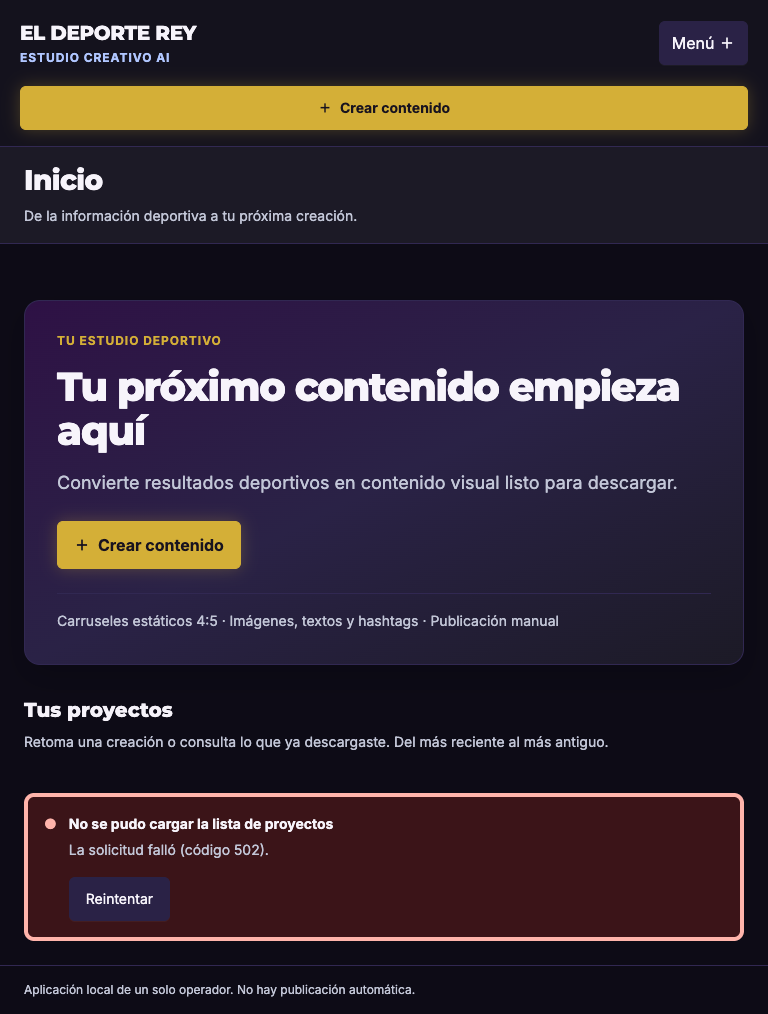 EL DEPORTE REY
ESTUDIO CREATIVO AI
Menú +
+ Crear contenido
Inicio
De la información deportiva a tu próxima creación.
TU ESTUDIO DEPORTIVO
Tu próximo contenido empieza
aquí
Convierte resultados deportivos en contenido visual listo para descargar.
+ Crear contenido
Carruseles estáticos 4:5 · Imágenes, textos y hashtags · Publicación manual
Tus proyectos
Retoma una creación o consulta lo que ya descargaste. Del más reciente al más antiguo.
No se pudo cargar la lista de proyectos
La solicitud falló (código 502).
Reintentar
Aplicación local de un solo operador. No hay publicación automática.